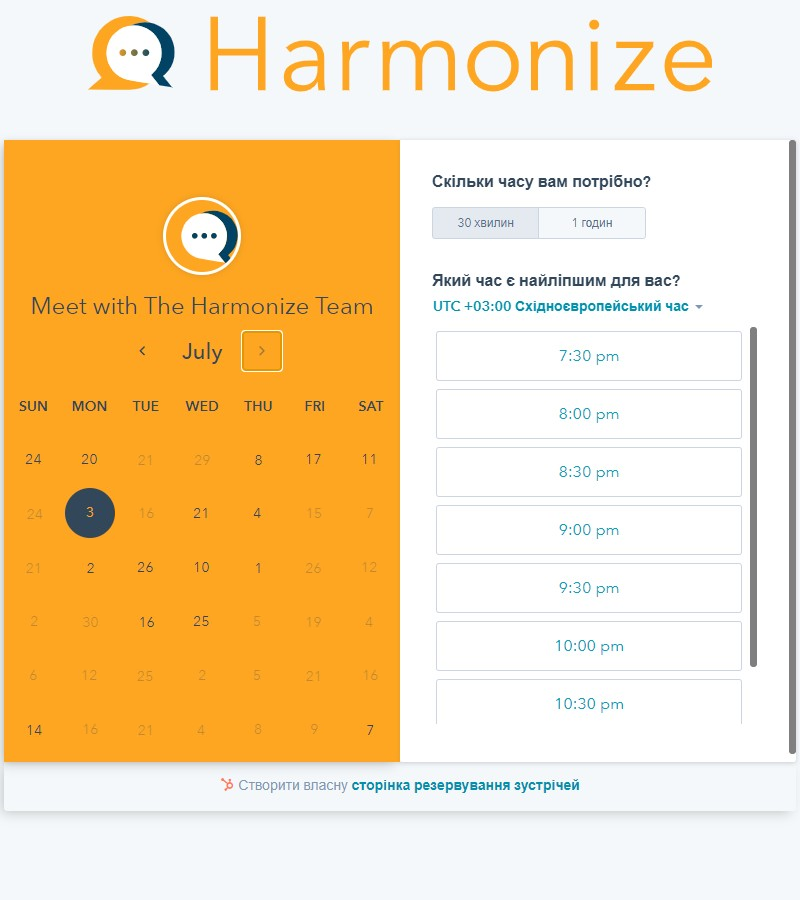 Harmonize
Meet with The Harmonize Team
July
SUN MON TUE WED THU FRI SAT
24 20 21 29 8 17 11
24 3 16 21 4 15 7
21 2 26 10 1 26 12
2 30 16 25 5 19 4
6 12 25 2 5 21 16
14 16 21 4 8 9 7
Скільки часу вам потрібно?
30 хвилин 1 годин
Який час є найліпшим для вас?
UTC +03:00 Східноєвропейський час
7:30 pm
8:00 pm
8:30 pm
9:00 pm
9:30 pm
10:00 pm
10:30 pm
Створити власну сторінка резервування зустрічей